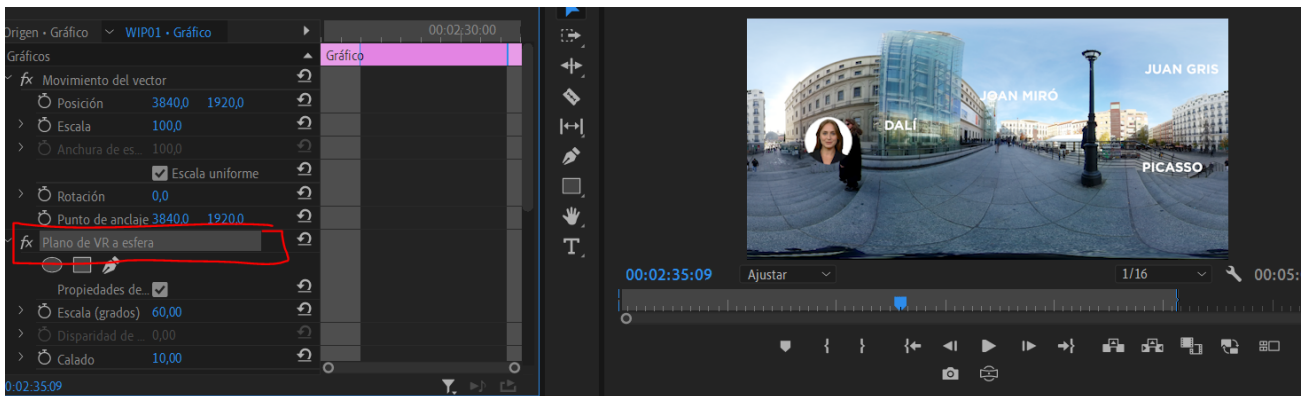 Origen • Gráfico WIP01 • Gráfico
00:02:30:00
Gráficos
Gráfico
fx Movimiento del vector
Posición 3840,0 1920,0
Escala 100,0
Anchura de es... 100,0
Escala uniforme
Rotación 0,0
Punto de anclaje 3840,0 1920,0
fx Plano de VR a esfera
Propiedades de...
Escala (grados) 60,00
Disparidad de ... 0,00
Calado 10,00
0:02:35:09
T
JUAN GRIS
JOAN MIRÓ
DALÍ
PICASSO
00:02:35:09 Ajustar 1/16 00:05: